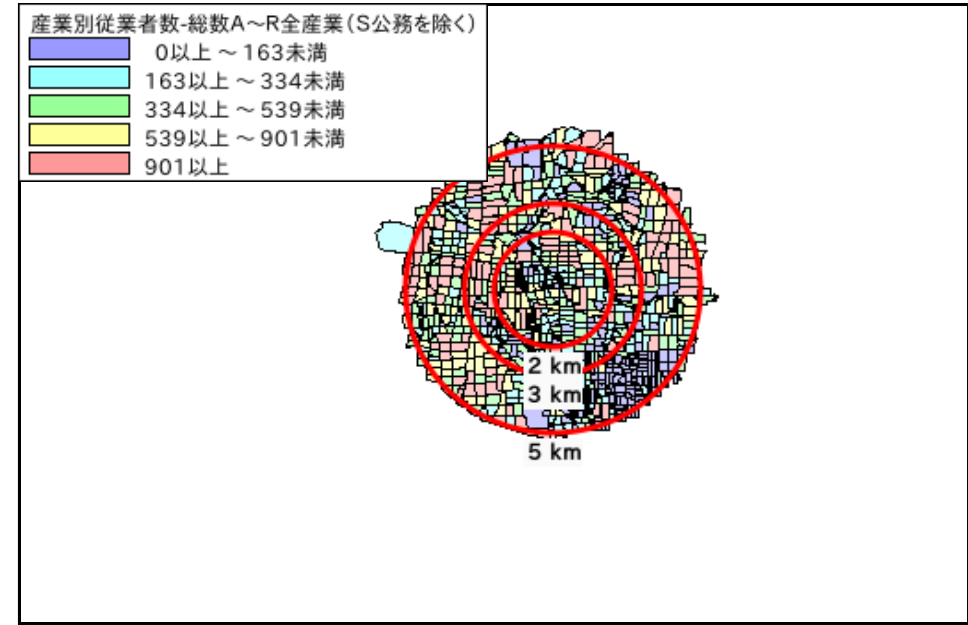 産業別従業者数-総数A～R全産業(S公務を除く)
0以上 ～ 163未満
163以上 ～ 334未満
334以上 ～ 539未満
539以上 ～ 901未満
901以上
2 km
3 km
5 km